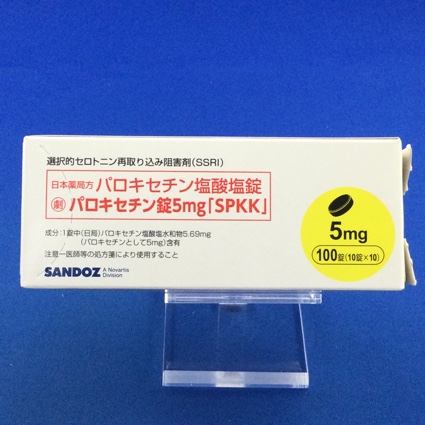 選択的セロトニン再取り込み阻害剤(SSRI)
日本薬局方 パロキセチン塩酸塩錠
劇 パロキセチン錠5mg「SPKK」
成分:1錠中(日局)パロキセチン塩酸塩水和物5.69mg
(パロキセチンとして5mg)含有
注意-医師等の処方箋により使用すること
SANDOZ A Novartis
Division
5mg
100錠(10錠×10)